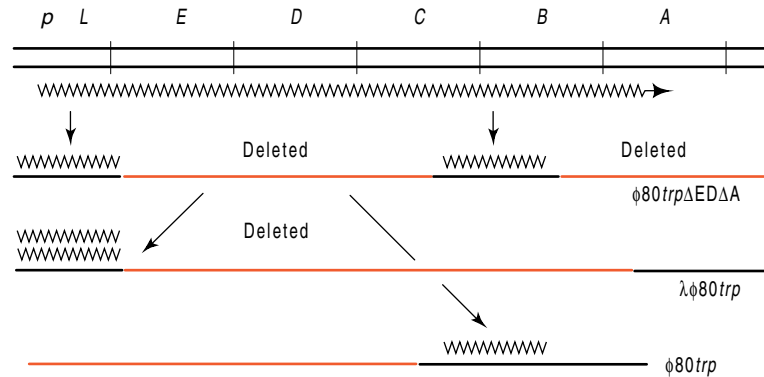 p L E D C B A
Deleted Deleted
ϕ80trpΔEDΔA
Deleted
λϕ80trp
ϕ80trp